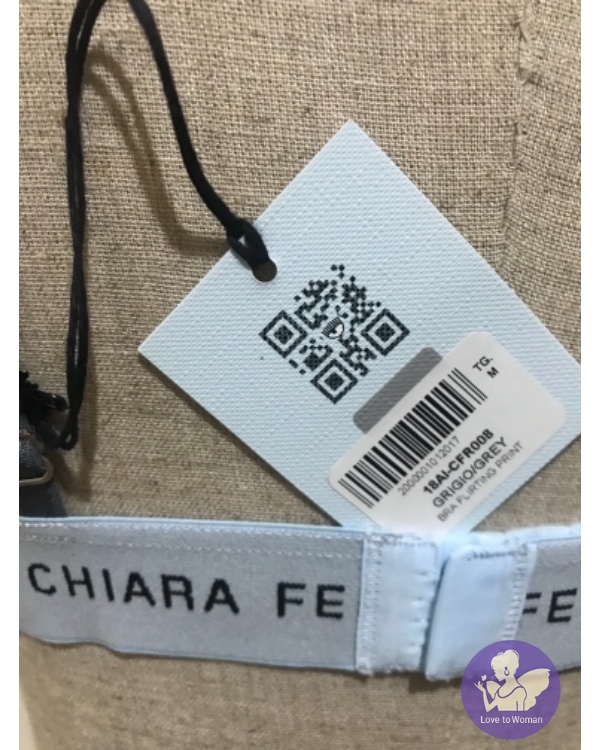 TG.
M
2000001012017
18AI-CFR008
GRIGIO/GREY
BRA FLIRTING PRINT
CHIARA FE
FE
Love to Woman